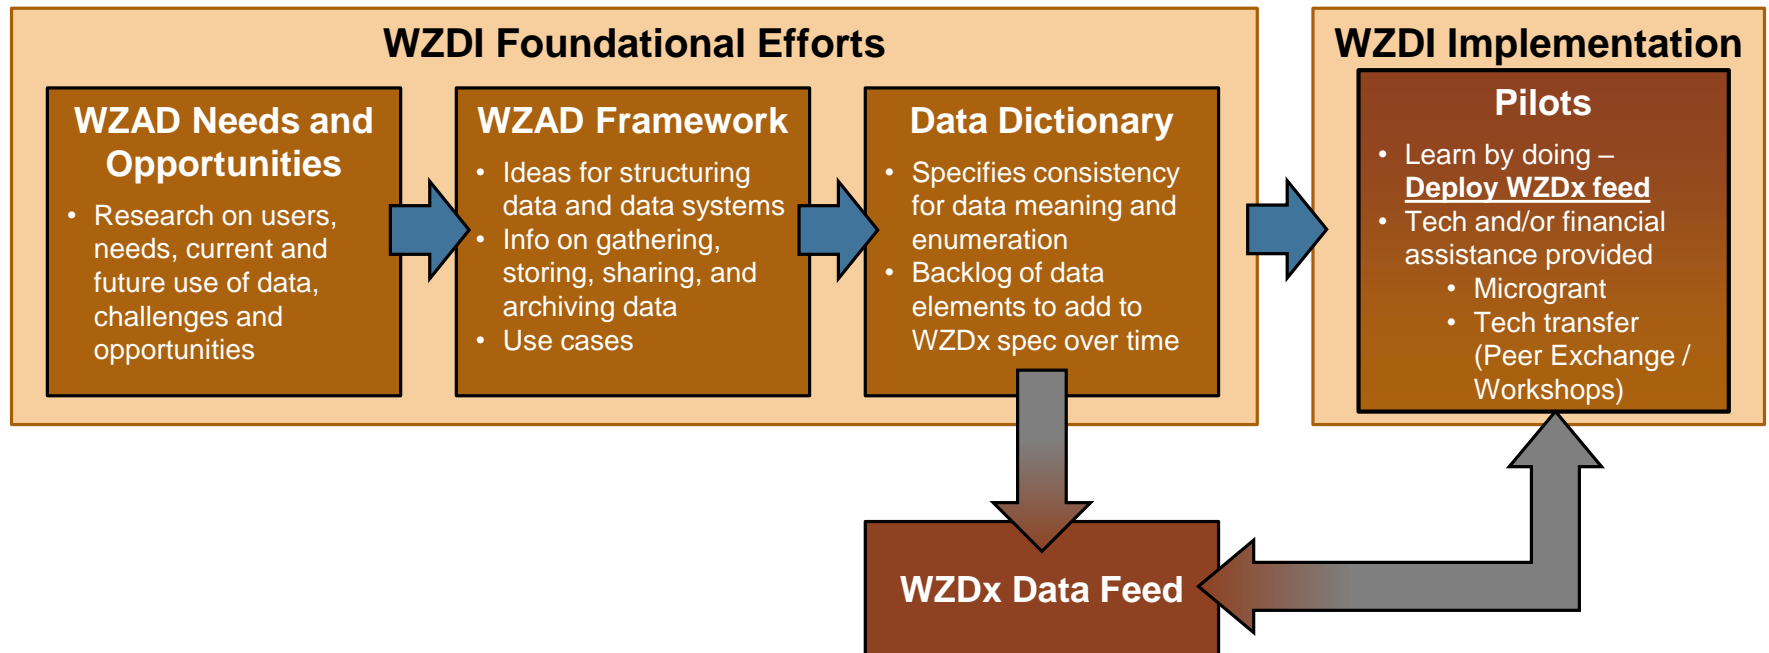 WZDI Foundational Efforts
WZAD Needs and
Opportunities
• Research on users,
needs, current and
future use of data,
challenges and
opportunities
WZAD Framework
• Ideas for structuring
data and data systems
• Info on gathering,
storing, sharing, and
archiving data
• Use cases
Data Dictionary
• Specifies consistency
for data meaning and
enumeration
• Backlog of data
elements to add to
WZDx spec over time
WZDI Implementation
Pilots
• Learn by doing –
Deploy WZDx feed
• Tech and/or financial
assistance provided
• Microgrant
• Tech transfer
(Peer Exchange /
Workshops)
WZDx Data Feed